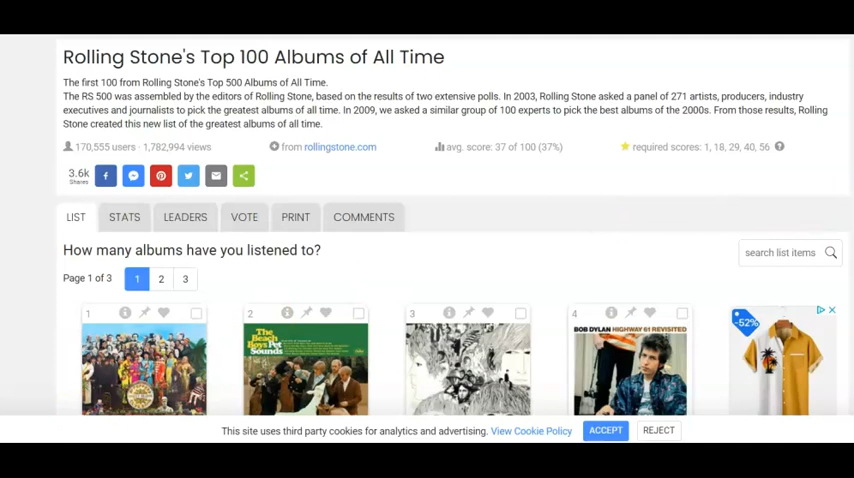 Rolling Stone's Top 100 Albums of All Time
The first 100 from Rolling Stone's Top 500 Albums of All Time.
The RS 500 was assembled by the editors of Rolling Stone, based on the results of two extensive polls. In 2003, Rolling Stone asked a panel of 271 artists, producers, industry
executives and journalists to pick the greatest albums of all time. In 2009, we asked a similar group of 100 experts to pick the best albums of the 2000s. From those results, Rolling
Stone created this new list of the greatest albums of all time.
170,555 users · 1,782,994 views
from rollingstone.com
avg. score: 37 of 100 (37%)
required scores: 1, 18, 29, 40, 56
3.6k
Shares
LIST STATS LEADERS VOTE PRINT COMMENTS
How many albums have you listened to?
search list items
Page 1 of 3 1 2 3
1 2 3 4
-52%
The Beach Boys Pet Sounds
BOB DYLAN HIGHWAY 61 REVISITED
This site uses third party cookies for analytics and advertising. View Cookie Policy ACCEPT REJECT